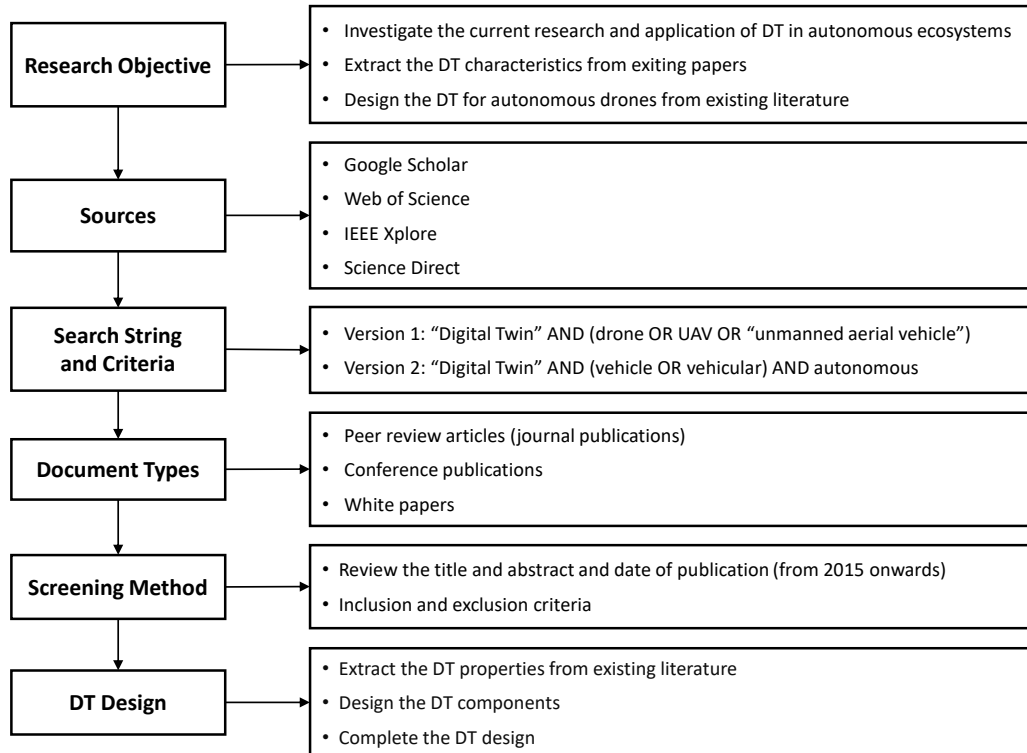 Research Objective
• Investigate the current research and application of DT in autonomous ecosystems
• Extract the DT characteristics from exiting papers
• Design the DT for autonomous drones from existing literature
Sources
• Google Scholar
• Web of Science
• IEEE Xplore
• Science Direct
Search String
and Criteria
• Version 1: “Digital Twin” AND (drone OR UAV OR “unmanned aerial vehicle”)
• Version 2: “Digital Twin” AND (vehicle OR vehicular) AND autonomous
Document Types
• Peer review articles (journal publications)
• Conference publications
• White papers
Screening Method
• Review the title and abstract and date of publication (from 2015 onwards)
• Inclusion and exclusion criteria
DT Design
• Extract the DT properties from existing literature
• Design the DT components
• Complete the DT design